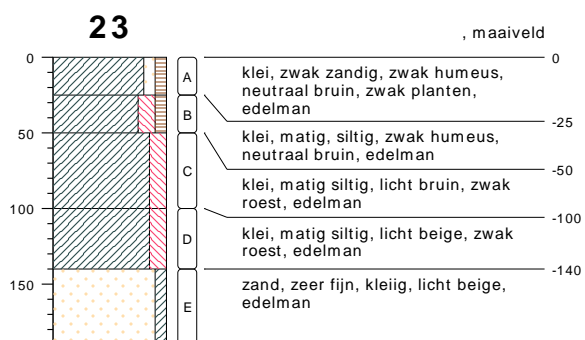 23
, maaiveld
0
0
A
klei, zwak zandig, zwak humeus,
neutraal bruin, zwak planten,
edelman
-25
B
50
klei, matig, siltig, zwak humeus,
neutraal bruin, edelman
-50
C
klei, matig siltig, licht bruin, zwak
roest, edelman
100
-100
D
klei, matig siltig, licht beige, zwak
roest, edelman
-140
150
E
zand, zeer fijn, kleiig, licht beige,
edelman